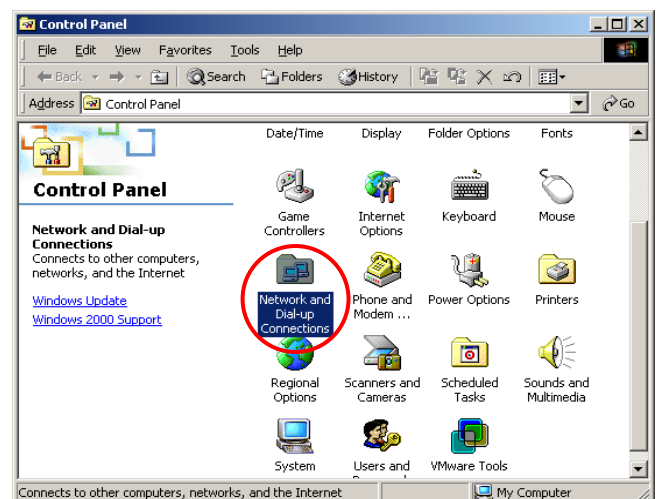 Control Panel
File Edit View Favorites Tools Help
Back Search Folders History
Address Control Panel Go
Control Panel
Network and Dial-up
Connections
Connects to other computers,
networks, and the Internet
Windows Update
Windows 2000 Support
Date/Time Display Folder Options Fonts
Game
Controllers
Internet
Options
Keyboard
Mouse
Network and
Dial-up
Connections
Phone and
Modem ...
Power Options
Printers
Regional
Options
Scanners and
Cameras
Scheduled
Tasks
Sounds and
Multimedia
System
Users and
VMware Tools
Connects to other computers, networks, and the Internet
My Computer